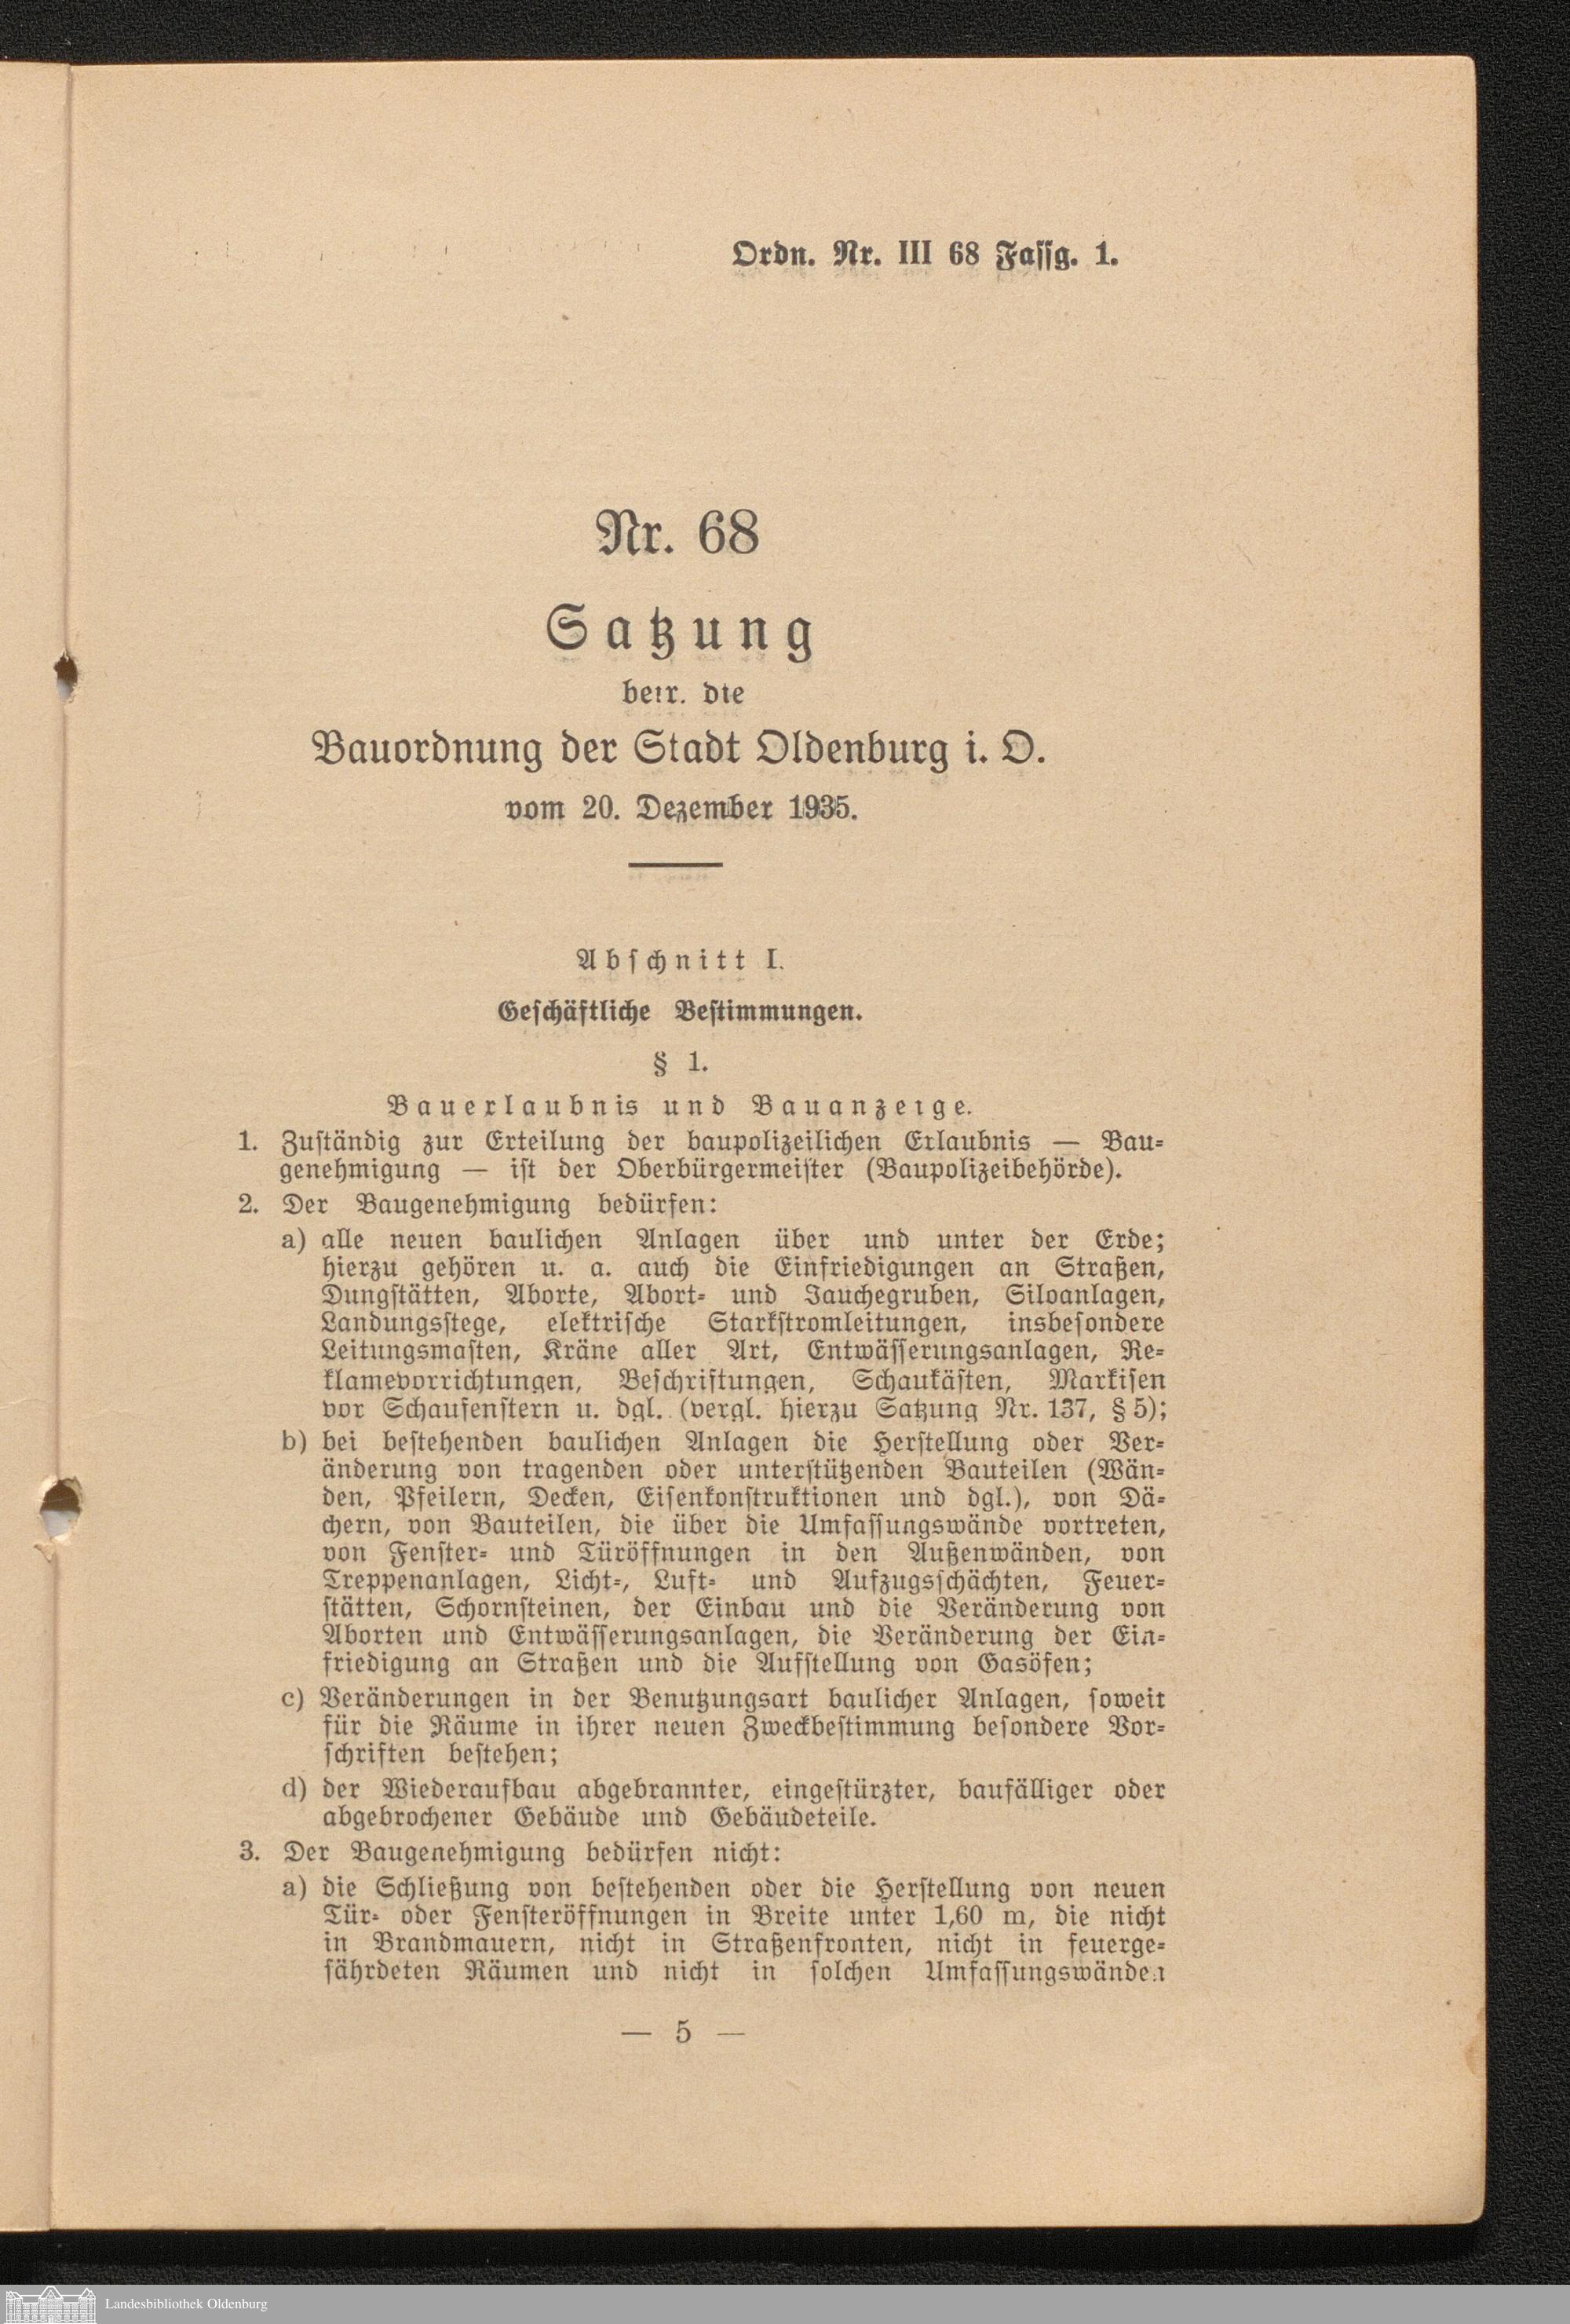 Ordn. Nr. III 68 Fassg. 1.
Nr. 68
Satzung
betr. die
Bauordnung der Stadt Oldenburg i. O.
vom 20. Dezember 1935.
Abschnitt I.
Geschäftliche Bestimmungen.
§ 1.
Bauerlaubnis und Bauanzeige.
1. Zuständig zur Erteilung der baupolizeilichen Erlaubnis — Bau-
genehmigung — ist der Oberbürgermeister (Baupolizeibehörde).
2. Der Baugenehmigung bedürfen:
a) alle neuen baulichen Anlagen über und unter der Erde;
hierzu gehören u. a. auch die Einfriedigungen an Straßen,
Dungstätten, Aborte, Abort- und Jauchegruben, Siloanlagen,
Landungsstege, elektrische Starkstromleitungen, insbesondere
Leitungsmasten, Kräne aller Art, Entwässerungsanlagen, Re-
klamevorrichtungen, Beschriftungen, Schaukästen, Markisen
vor Schaufenstern u. dgl. (vergl. hierzu Satzung Nr. 137, § 5);
b) bei bestehenden baulichen Anlagen die Herstellung oder Ver-
änderung von tragenden oder unterstützenden Bauteilen (Wän-
den, Pfeilern, Decken, Eisenkonstruktionen und dgl.), von Dä-
chern, von Bauteilen, die über die Umfassungswände vortreten,
von Fenster- und Türöffnungen in den Außenwänden, von
Treppenanlagen, Licht-, Luft- und Aufzugsschächten, Feuer-
stätten, Schornsteinen, der Einbau und die Veränderung von
Aborten und Entwässerungsanlagen, die Veränderung der Ein-
friedigung an Straßen und die Aufstellung von Gasöfen;
c) Veränderungen in der Benutzungsart baulicher Anlagen, soweit
für die Räume in ihrer neuen Zweckbestimmung besondere Vor-
schriften bestehen;
d) der Wiederaufbau abgebrannter, eingestürzter, baufälliger oder
abgebrochener Gebäude und Gebäudeteile.
3. Der Baugenehmigung bedürfen nicht:
a) die Schließung von bestehenden oder die Herstellung von neuen
Tür- oder Fensteröffnungen in Breite unter 1,60 m, die nicht
in Brandmauern, nicht in Straßenfronten, nicht in feuerge-
fährdeten Räumen und nicht in solchen Umfassungswänden
— 5 —
Landesbibliothek Oldenburg